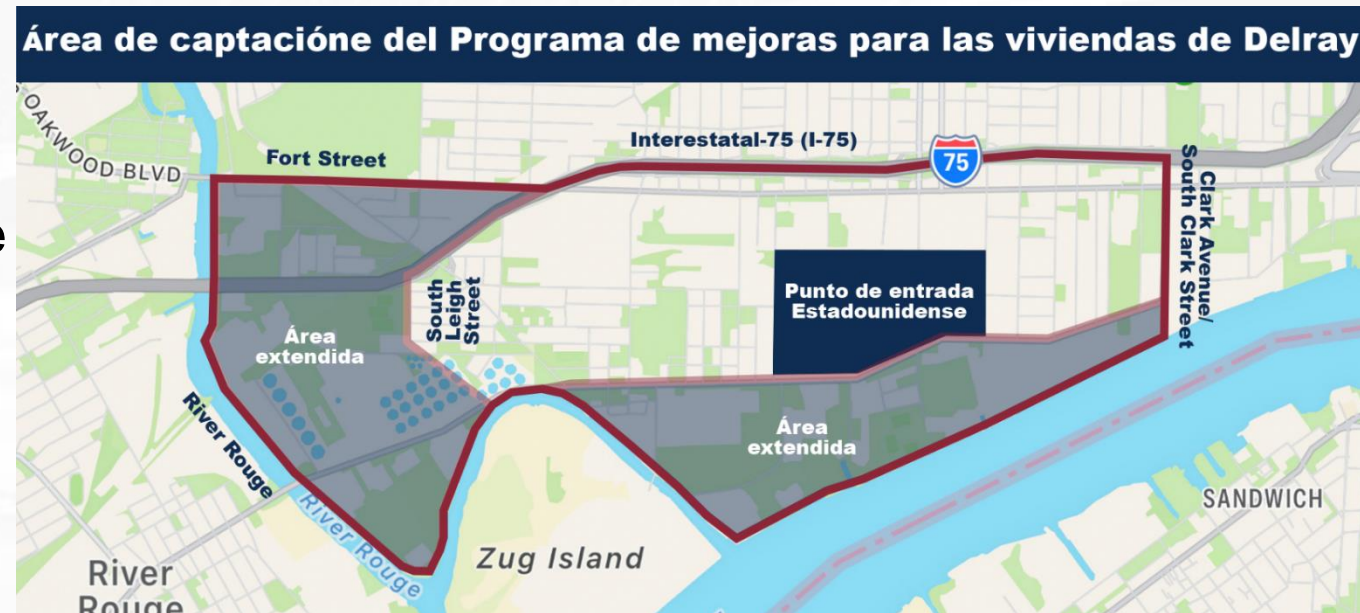 Área de captacióne del Programa de mejoras para las viviendas de Delray
OAKWOOD BLVD
Fort Street
Interestatal-75 (I-75)
75
Clark Avenue/
South Clark Street
e
South
Leigh
Street
Punto de entrada
Estadounidense
Área
extendida
River Rouge
Área
extendida
River Rouge
SANDWICH
Zug Island
River
Rouge